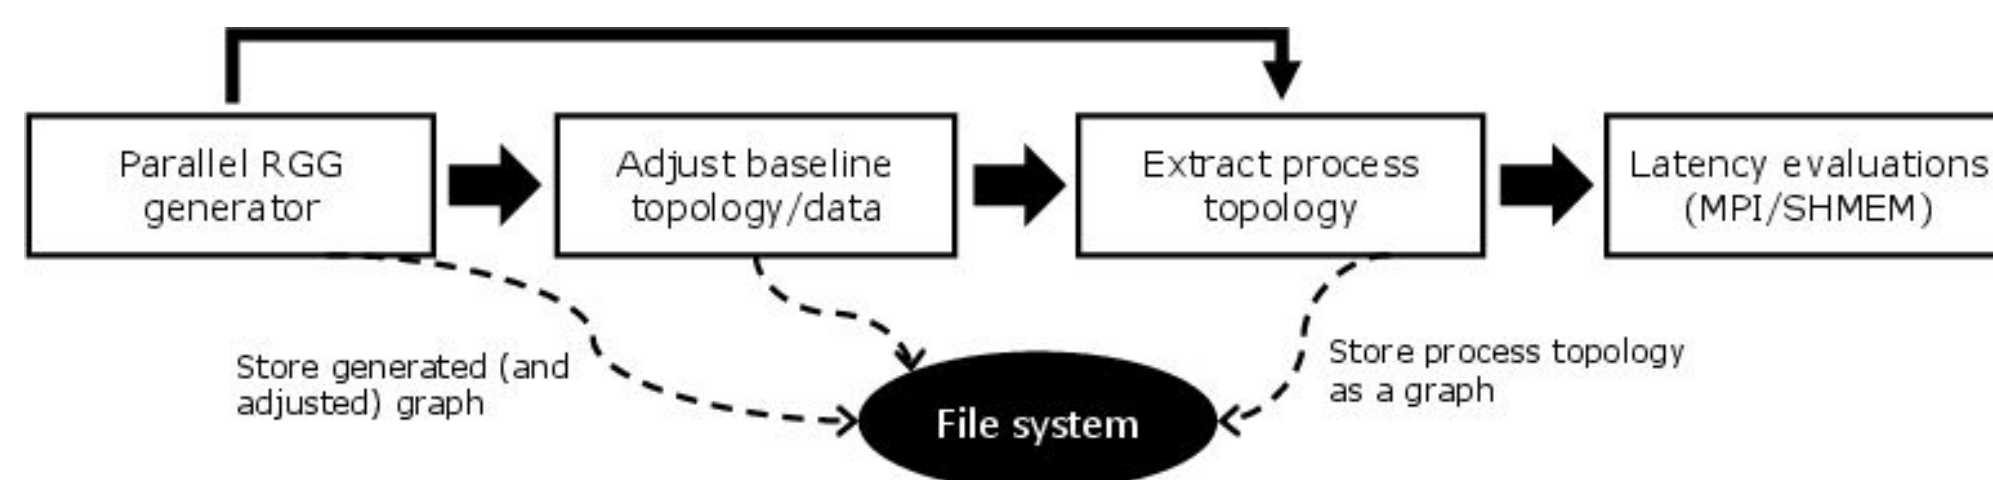 Parallel RGG
generator
Adjust baseline
topology/data
Extract process
topology
Latency evaluations
(MPI/SHMEM)
Store generated (and
adjusted) graph
Store process topology
as a graph
File system